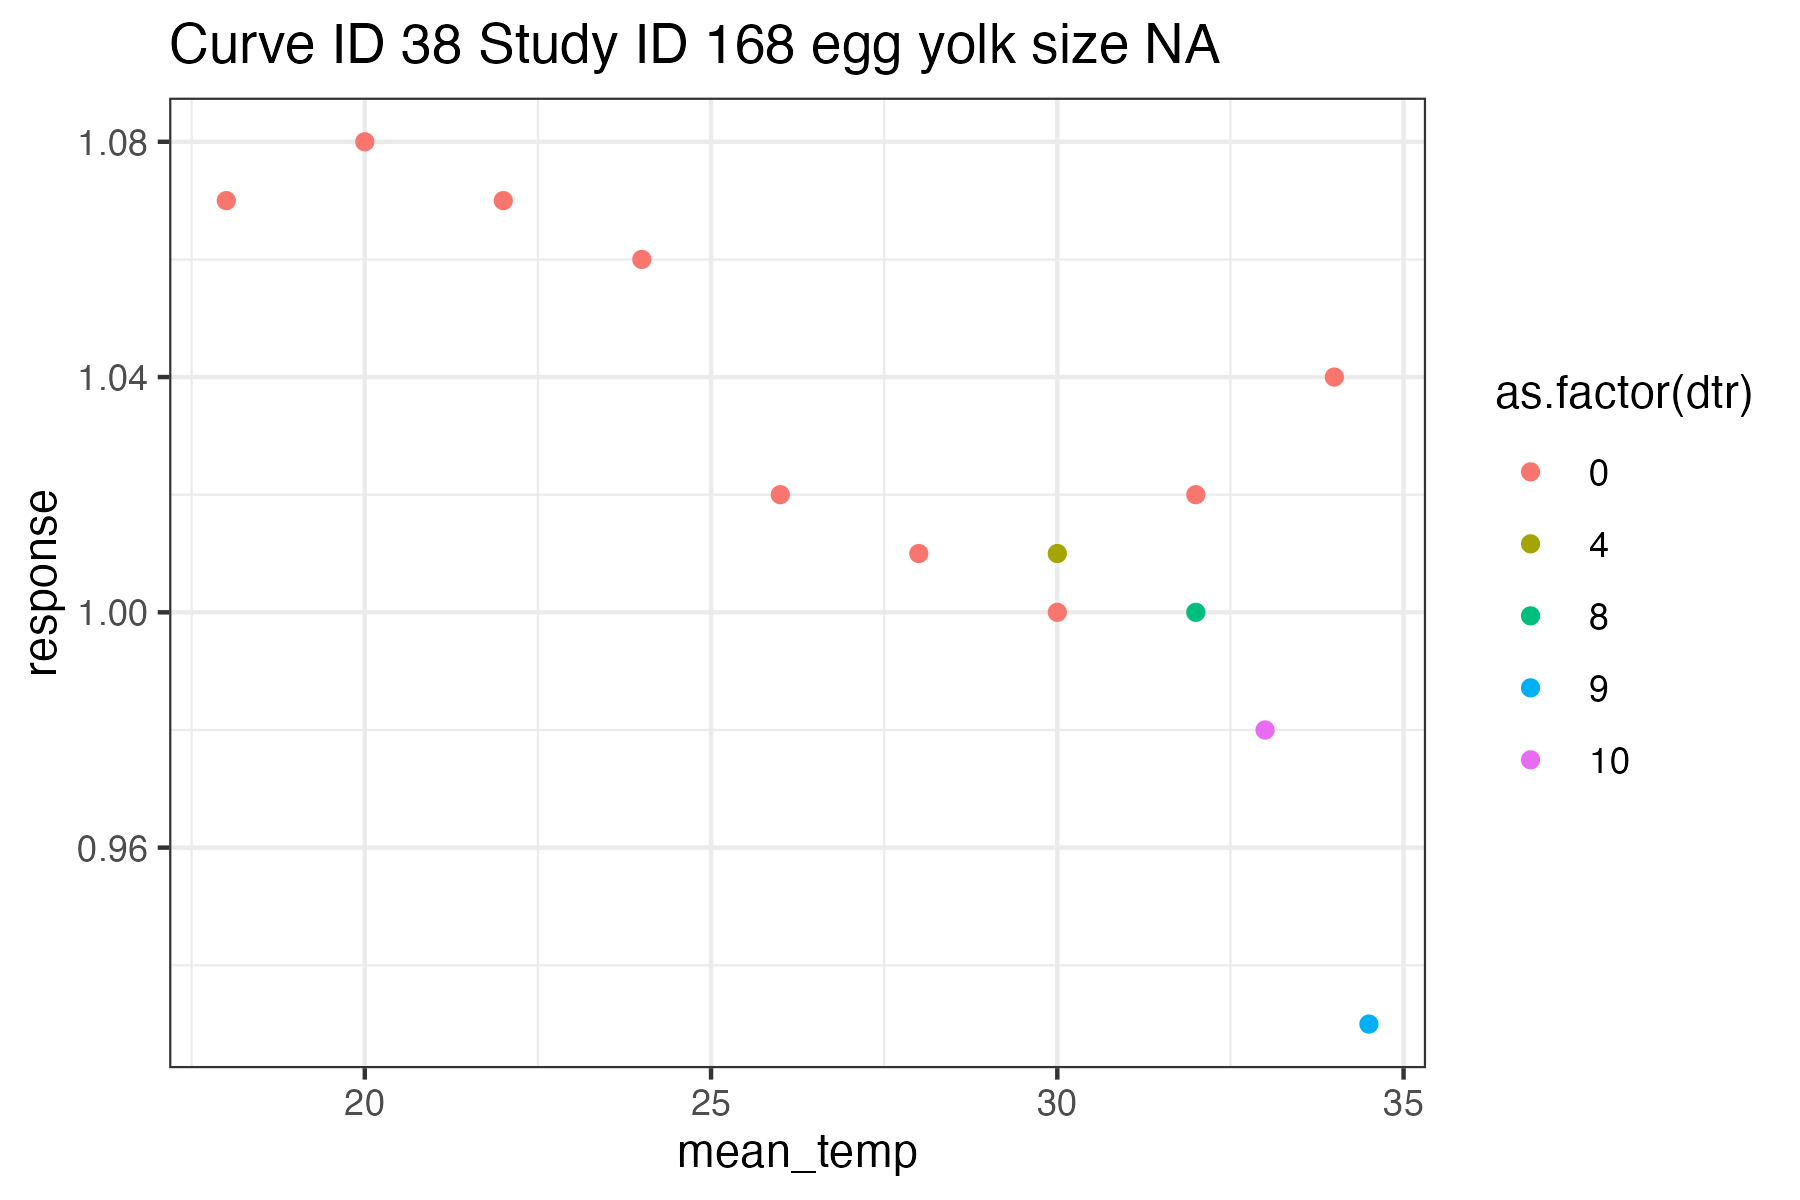 Curve ID 38 Study ID 168 egg yolk size NA
1.08
1.04
1.00
0.96
response
20 25 30 35
mean_temp
as.factor(dtr)
0
4
8
9
10